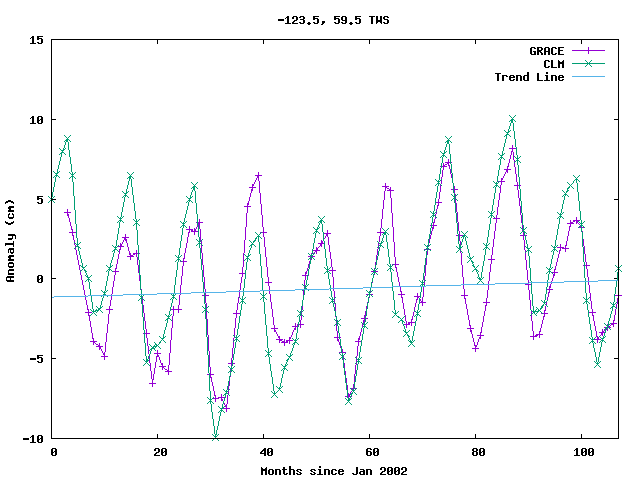 -123.5, 59.5 TWS
GRACE
CLM
Trend Line
15
10
5
0
-5
-10
Anomaly (cm)
0 20 40 60 80 100
Months since Jan 2002